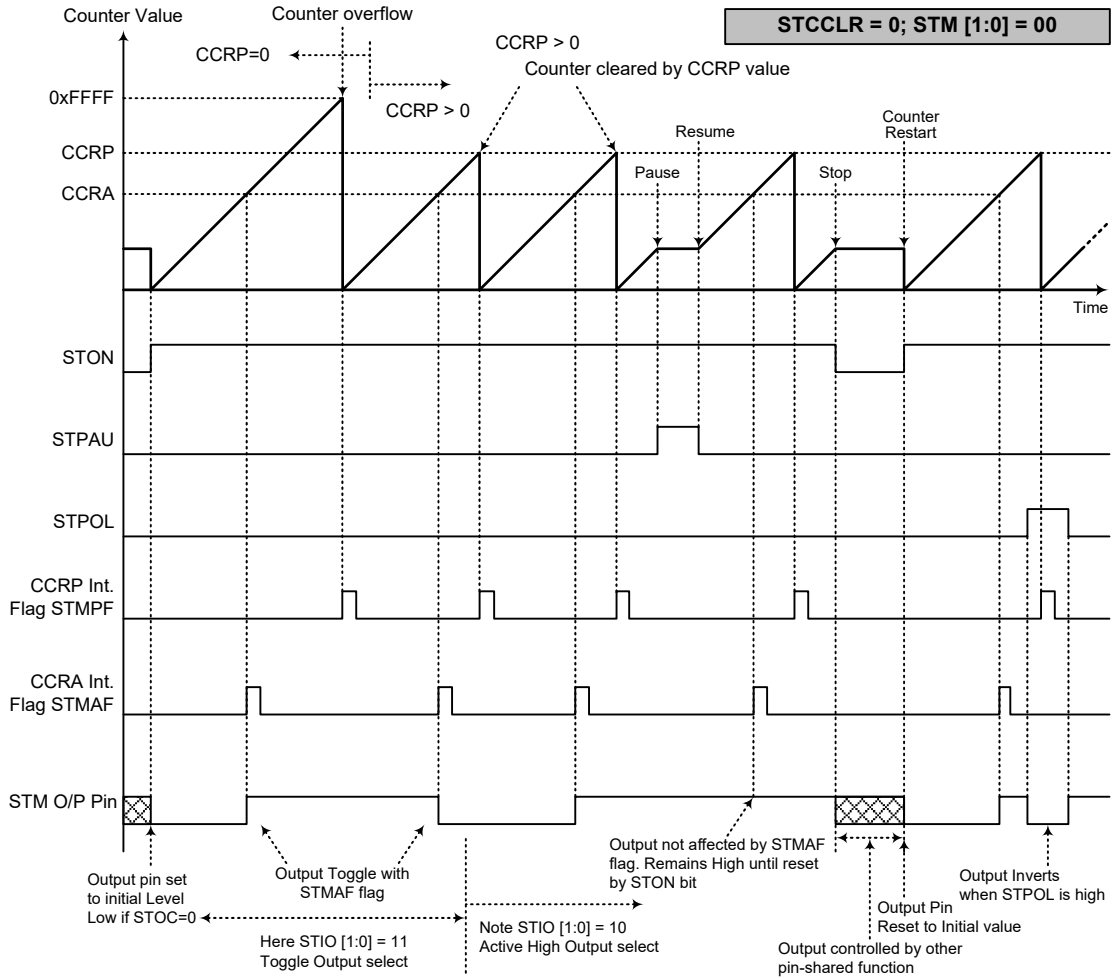 Counter Value
Counter overflow
STCCLR = 0; STM [1:0] = 00
CCRP=0
CCRP > 0
CCRP > 0
Counter cleared by CCRP value
0xFFFF
CCRP
CCRA
Pause
Resume
Stop
Counter
Restart
Time
STON
STPAU
STPOL
CCRP Int.
Flag STMPF
CCRA Int.
Flag STMAF
STM O/P Pin
Output pin set
to initial Level
Low if STOC=0
Output Toggle with
STMAF flag
Here STIO [1:0] = 11
Toggle Output select
Note STIO [1:0] = 10
Active High Output select
Output not affected by STMAF
flag. Remains High until reset
by STON bit
Output controlled by other
pin-shared function
Output Pin
Reset to Initial value
Output Inverts
when STPOL is high